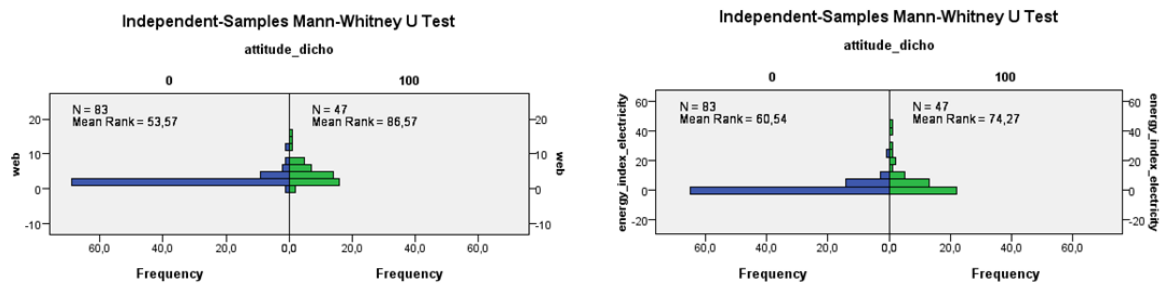 Independent-Samples Mann-Whitney U Test
attitude_dicho
0 100
N = 83 N = 47
Mean Rank = 53,57 Mean Rank = 86,57
web
20 20
10 10
0 0
-10 -10
web
60,0 40,0 20,0 0,0 20,0 40,0 60,0
Frequency Frequency
Independent-Samples Mann-Whitney U Test
attitude_dicho
0 100
N = 83 N = 47
Mean Rank = 60,54 Mean Rank = 74,27
energy_index_electricity
60 60
40 40
20 20
0 0
-20 -20
energy_index_electricity
60,0 40,0 20,0 0,0 20,0 40,0 60,0
Frequency Frequency